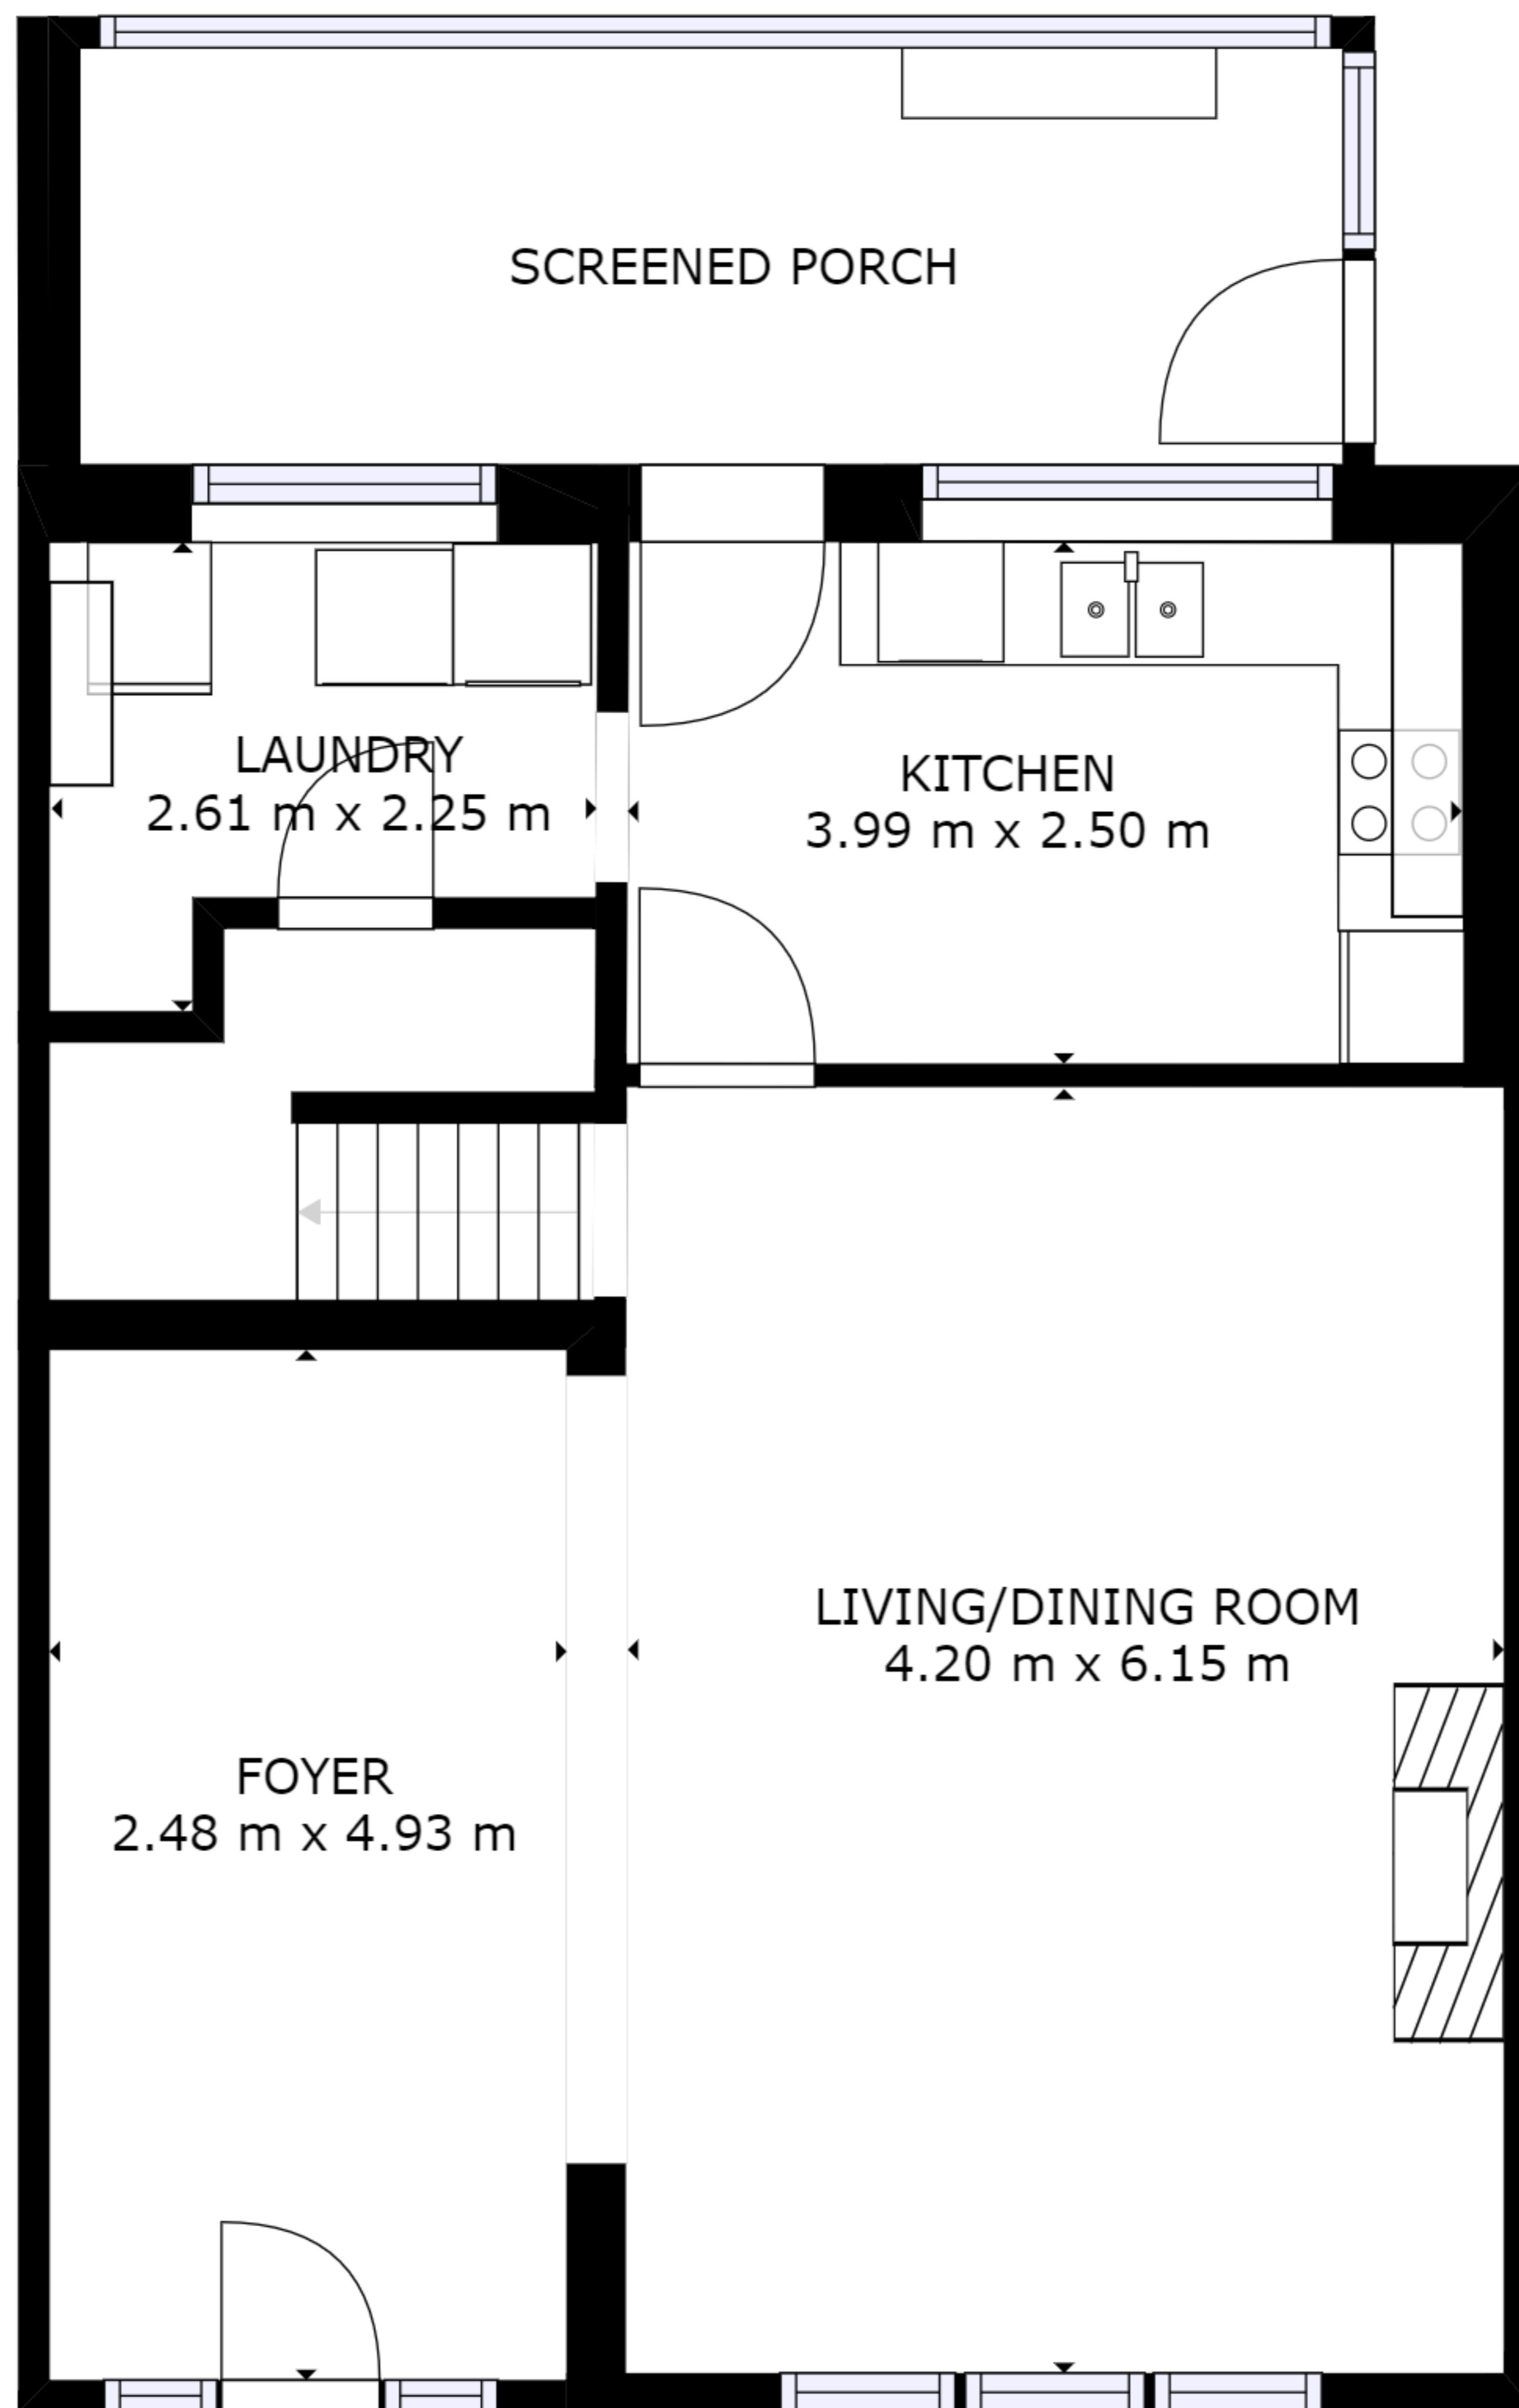 SCREENED PORCH
LAUNDRY
2.61 m x 2.25 m
KITCHEN
3.99 m x 2.50 m
LIVING/DINING ROOM
4.20 m x 6.15 m
FOYER
2.48 m x 4.93 m